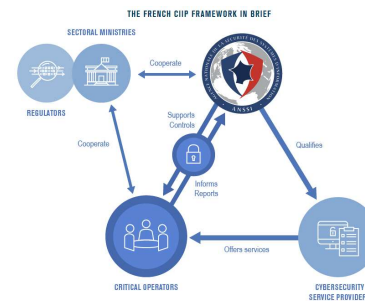 THE FRENCH CIIP FRAMEWORK IN BRIEF
SECTORAL MINISTRIES
Cooperate
REGULATORS
ANSSI
Supports
Controls
Cooperate
Qualifies
Informs
Reports
Offers services
CRITICAL OPERATORS
CYBERSECURITY
SERVICE PROVIDER